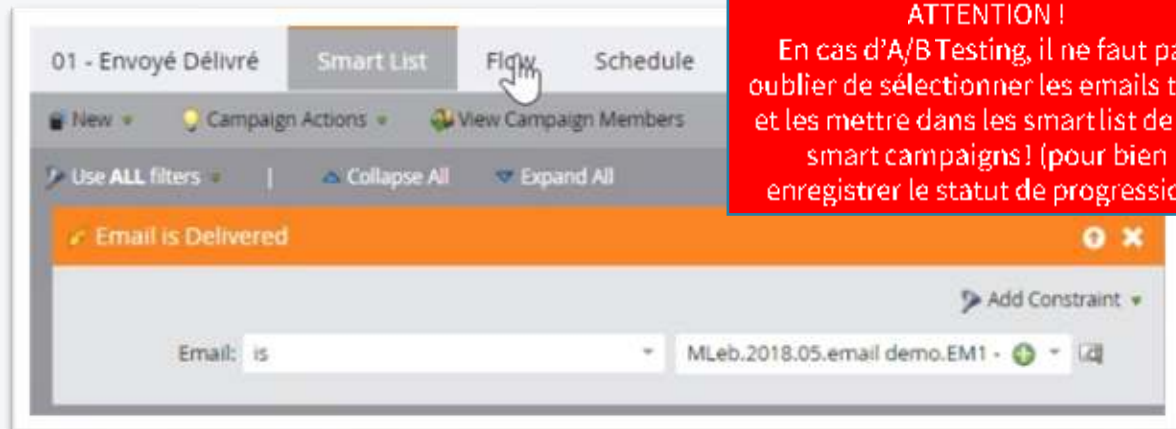 ATTENTION !
En cas d'A/B Testing, il ne faut pa
oublier de sélectionner les emails t
et les mettre dans les smartlist de
smart campaigns! (pour bien
enregistrer le statut de progressio
01 - Envoyé Délivré Smart List Flow Schedule
New Campaign Actions View Campaign Members
Use ALL filters | Collapse All Expand All
Email is Delivered
Add Constraint
Email: is MLeb.2018.05.email demo.EM1 -